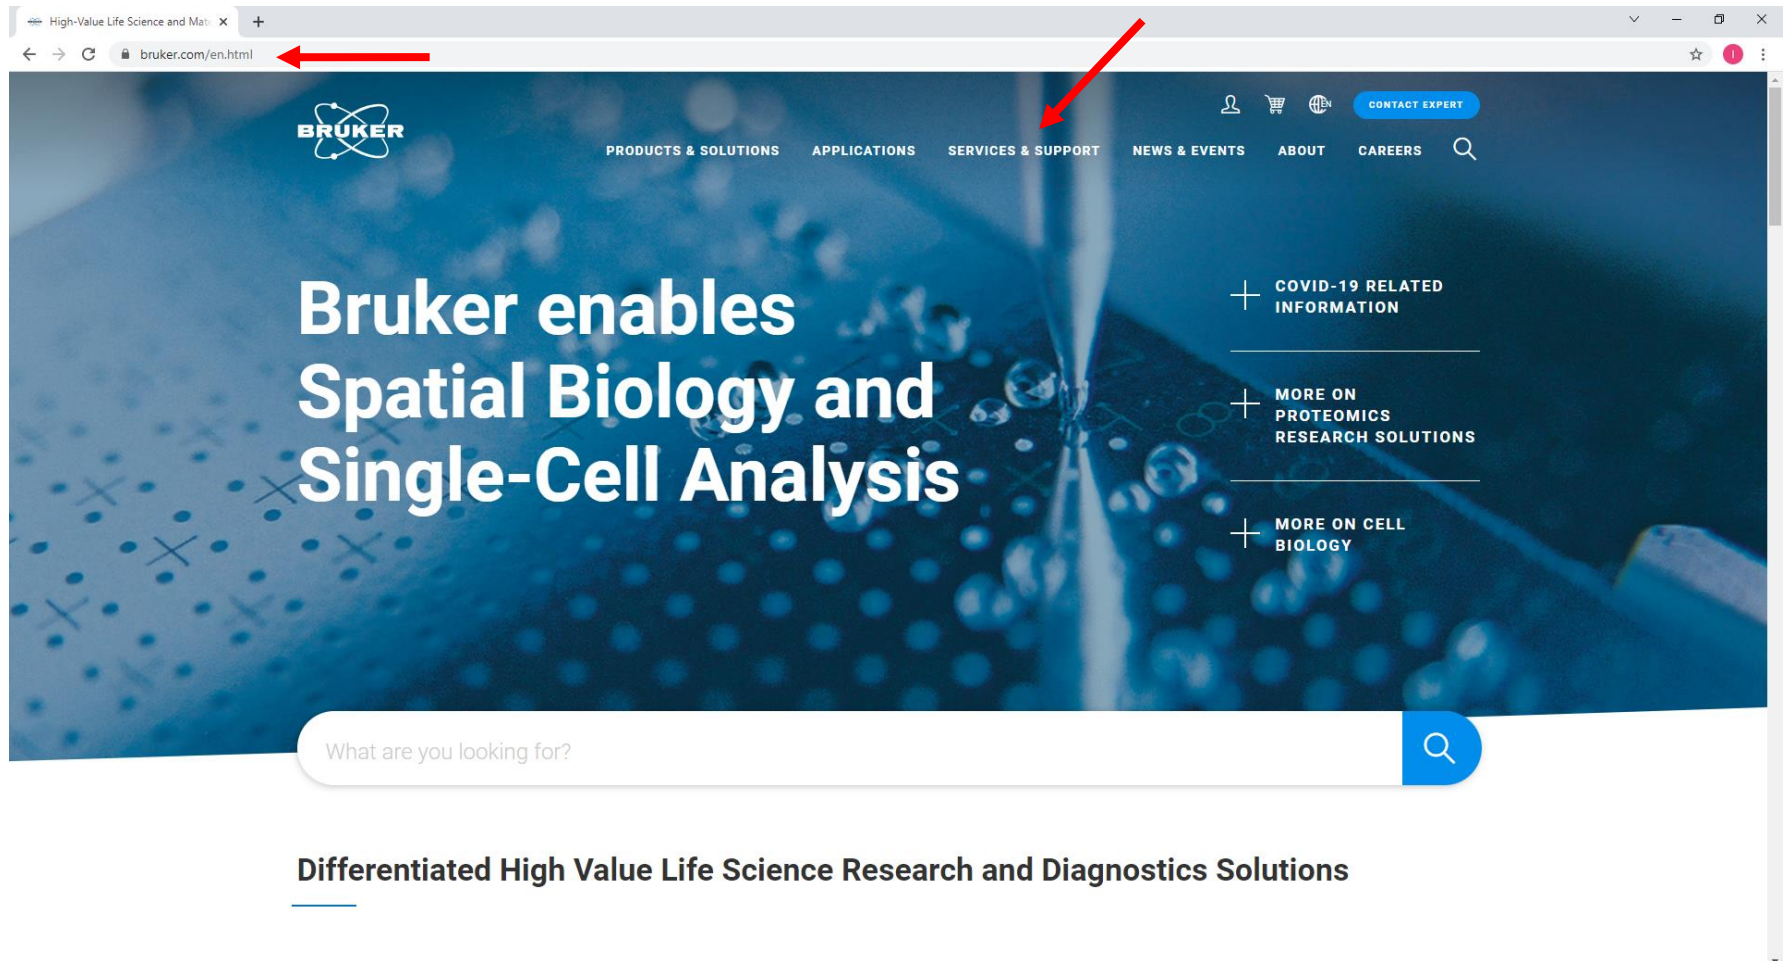 High-Value Life Science and Mat
bruker.com/en.html
BRUKER
EN
CONTACT EXPERT
PRODUCTS & SOLUTIONS
APPLICATIONS
SERVICES & SUPPORT
NEWS & EVENTS
ABOUT
CAREERS
Bruker enables
Spatial Biology and
Single-Cell Analysis
COVID-19 RELATED
INFORMATION
MORE ON
PROTEOMICS
RESEARCH SOLUTIONS
MORE ON CELL
BIOLOGY
What are you looking for?
Differentiated High Value Life Science Research and Diagnostics Solutions